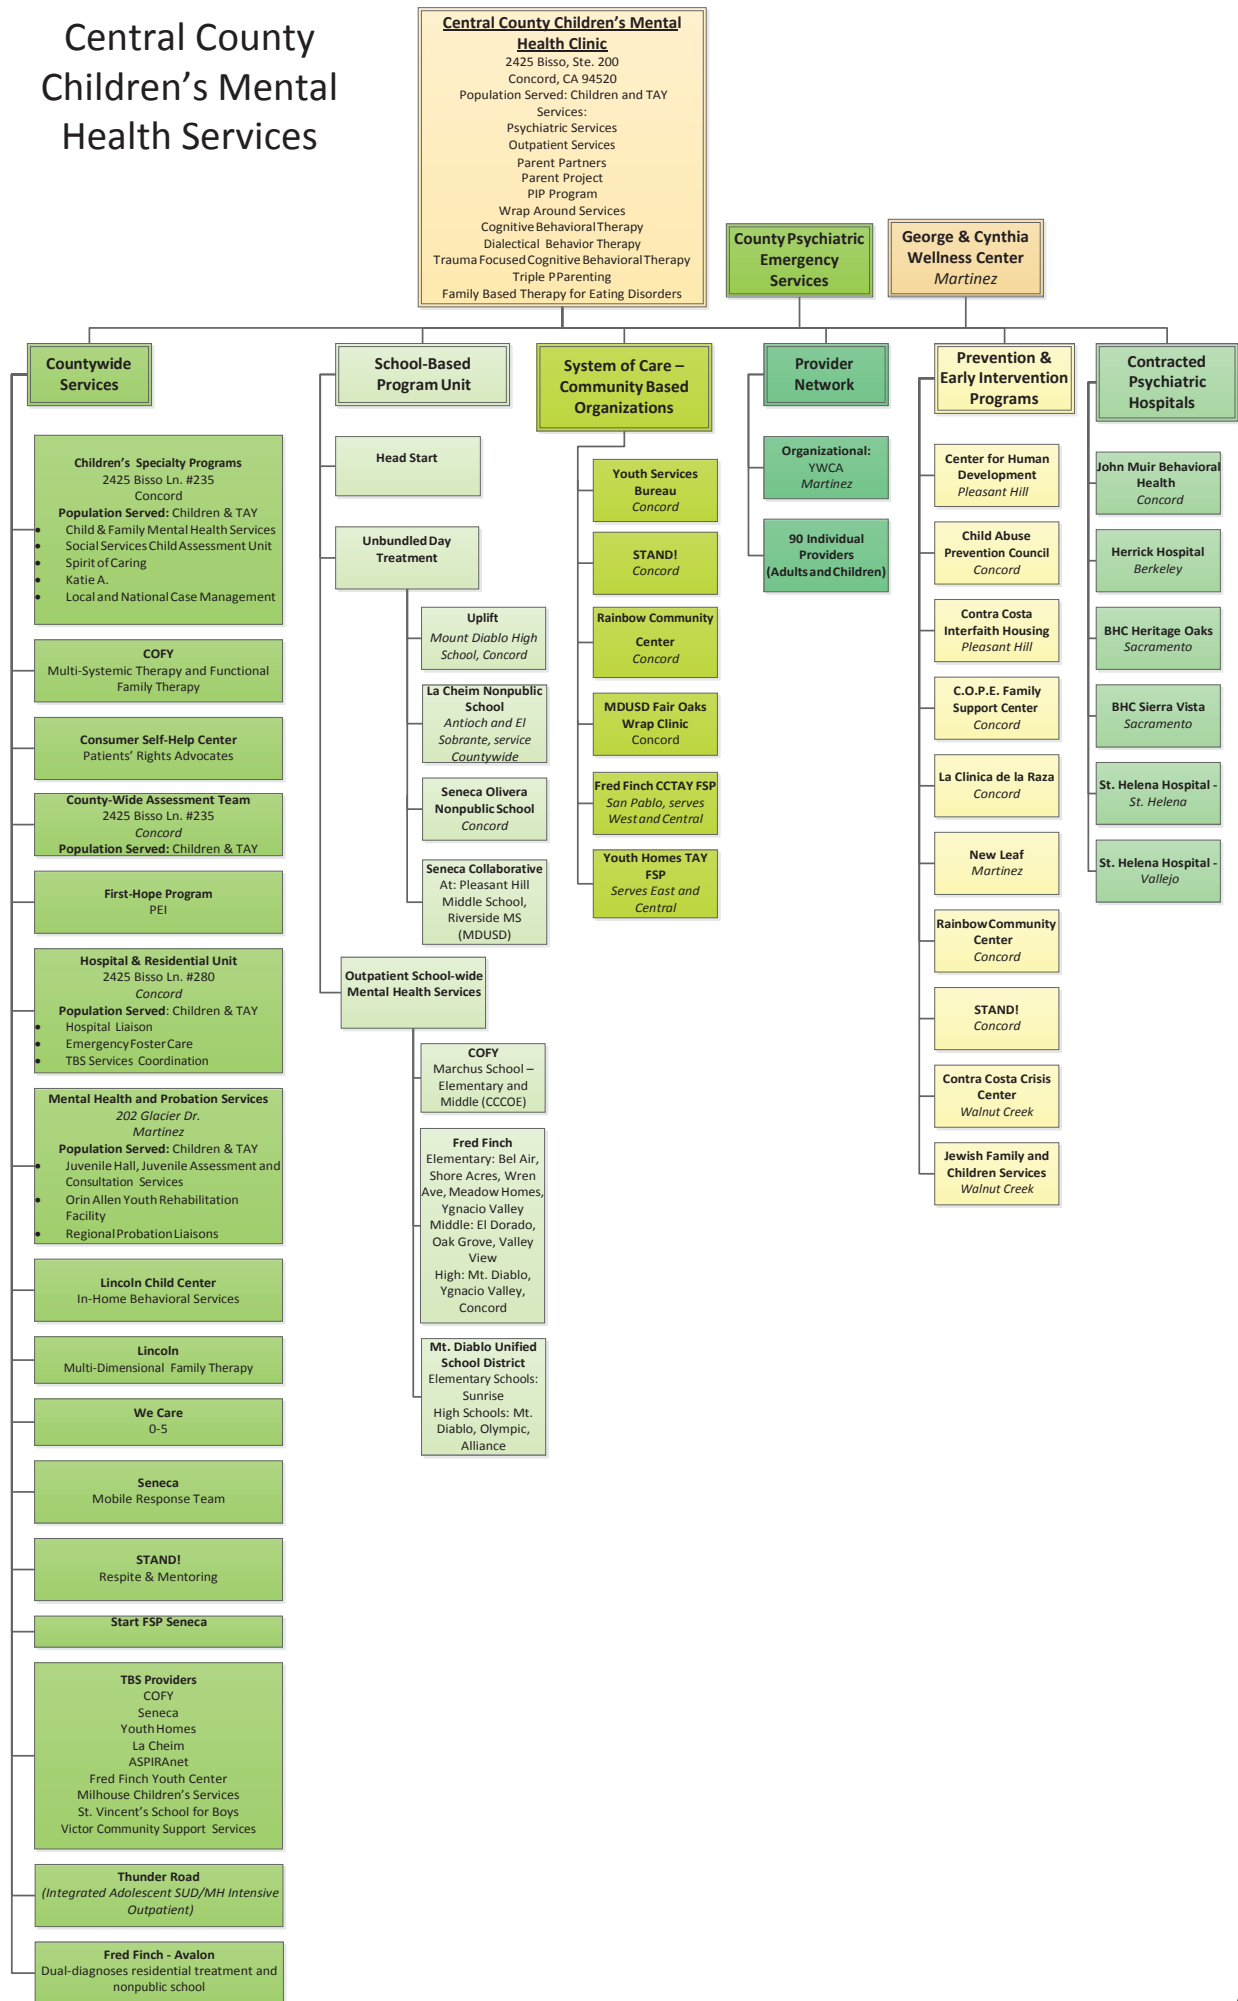 Central County
Children's Mental
Health Services
Central County Children's Mental
Health Clinic
2425 Bisso, Ste. 200
Concord, CA 94520
Population Served: Children and TAY
Services:
Psychiatric Services
Outpatient Services
Parent Partners
Parent Project
PIP Program
Wrap Around Services
Cognitive Behavioral Therapy
Dialectical Behavior Therapy
Trauma Focused Cognitive Behavioral Therapy
Triple P Parenting
Family Based Therapy for Eating Disorders
County Psychiatric
Emergency
Services
George & Cynthia
Wellness Center
Martinez
Countywide
Services
Children's Specialty Programs
2425 Bisso Ln. #235
Concord
Population Served: Children & TAY
• Child & Family Mental Health Services
• Social Services Child Assessment Unit
• Spirit of Caring
• Katie A.
• Local and National Case Management
COFY
Multi-Systemic Therapy and Functional
Family Therapy
Consumer Self-Help Center
Patients' Rights Advocates
County-Wide Assessment Team
2425 Bisso Ln. #235
Concord
Population Served: Children & TAY
First-Hope Program
PEI
Hospital & Residential Unit
2425 Bisso Ln. #280
Concord
Population Served: Children & TAY
• Hospital Liaison
• Emergency Foster Care
• TBS Services Coordination
Mental Health and Probation Services
202 Glacier Dr.
Martinez
Population Served: Children & TAY
• Juvenile Hall, Juvenile Assessment and
Consultation Services
• Orin Allen Youth Rehabilitation
Facility
• Regional Probation Liaisons
Lincoln Child Center
In-Home Behavioral Services
Lincoln
Multi-Dimensional Family Therapy
We Care
0-5
Seneca
Mobile Response Team
STAND!
Respite & Mentoring
Start FSP Seneca
TBS Providers
COFY
Seneca
Youth Homes
La Cheim
ASPIRAnet
Fred Finch Youth Center
Milhouse Children's Services
St. Vincent's School for Boys
Victor Community Support Services
Thunder Road
(Integrated Adolescent SUD/MH Intensive
Outpatient)
Fred Finch - Avalon
Dual-diagnoses residential treatment and
nonpublic school
School-Based
Program Unit
Head Start
Unbundled Day
Treatment
Uplift
Mount Diablo High
School, Concord
La Cheim Nonpublic
School
Antioch and El
Sobrante, service
Countywide
Seneca Olivera
Nonpublic School
Concord
Seneca Collaborative
At: Pleasant Hill
Middle School,
Riverside MS
(MDUSD)
Outpatient School-wide
Mental Health Services
COFY
Marchus School –
Elementary and
Middle (CCCOE)
Fred Finch
Elementary: Bel Air,
Shore Acres, Wren
Ave, Meadow Homes,
Ygnacio Valley
Middle: El Dorado,
Oak Grove, Valley
View
High: Mt. Diablo,
Ygnacio Valley,
Concord
Mt. Diablo Unified
School District
Elementary Schools:
Sunrise
High Schools: Mt.
Diablo, Olympic,
Alliance
System of Care –
Community Based
Organizations
Youth Services
Bureau
Concord
STAND!
Concord
Rainbow Community
Center
Concord
MDUSD Fair Oaks
Wrap Clinic
Concord
Fred Finch CCTAY FSP
San Pablo, serves
West and Central
Youth Homes TAY
FSP
Serves East and
Central
Provider
Network
Organizational:
YWCA
Martinez
90 Individual
Providers
(Adults and Children)
Prevention &
Early Intervention
Programs
Center for Human
Development
Pleasant Hill
Child Abuse
Prevention Council
Concord
Contra Costa
Interfaith Housing
Pleasant Hill
C.O.P.E. Family
Support Center
Concord
La Clinica de la Raza
Concord
New Leaf
Martinez
Rainbow Community
Center
Concord
STAND!
Concord
Contra Costa Crisis
Center
Walnut Creek
Jewish Family and
Children Services
Walnut Creek
Contracted
Psychiatric
Hospitals
John Muir Behavioral
Health
Concord
Herrick Hospital
Berkeley
BHC Heritage Oaks
Sacramento
BHC Sierra Vista
Sacramento
St. Helena Hospital -
St. Helena
St. Helena Hospital -
Vallejo